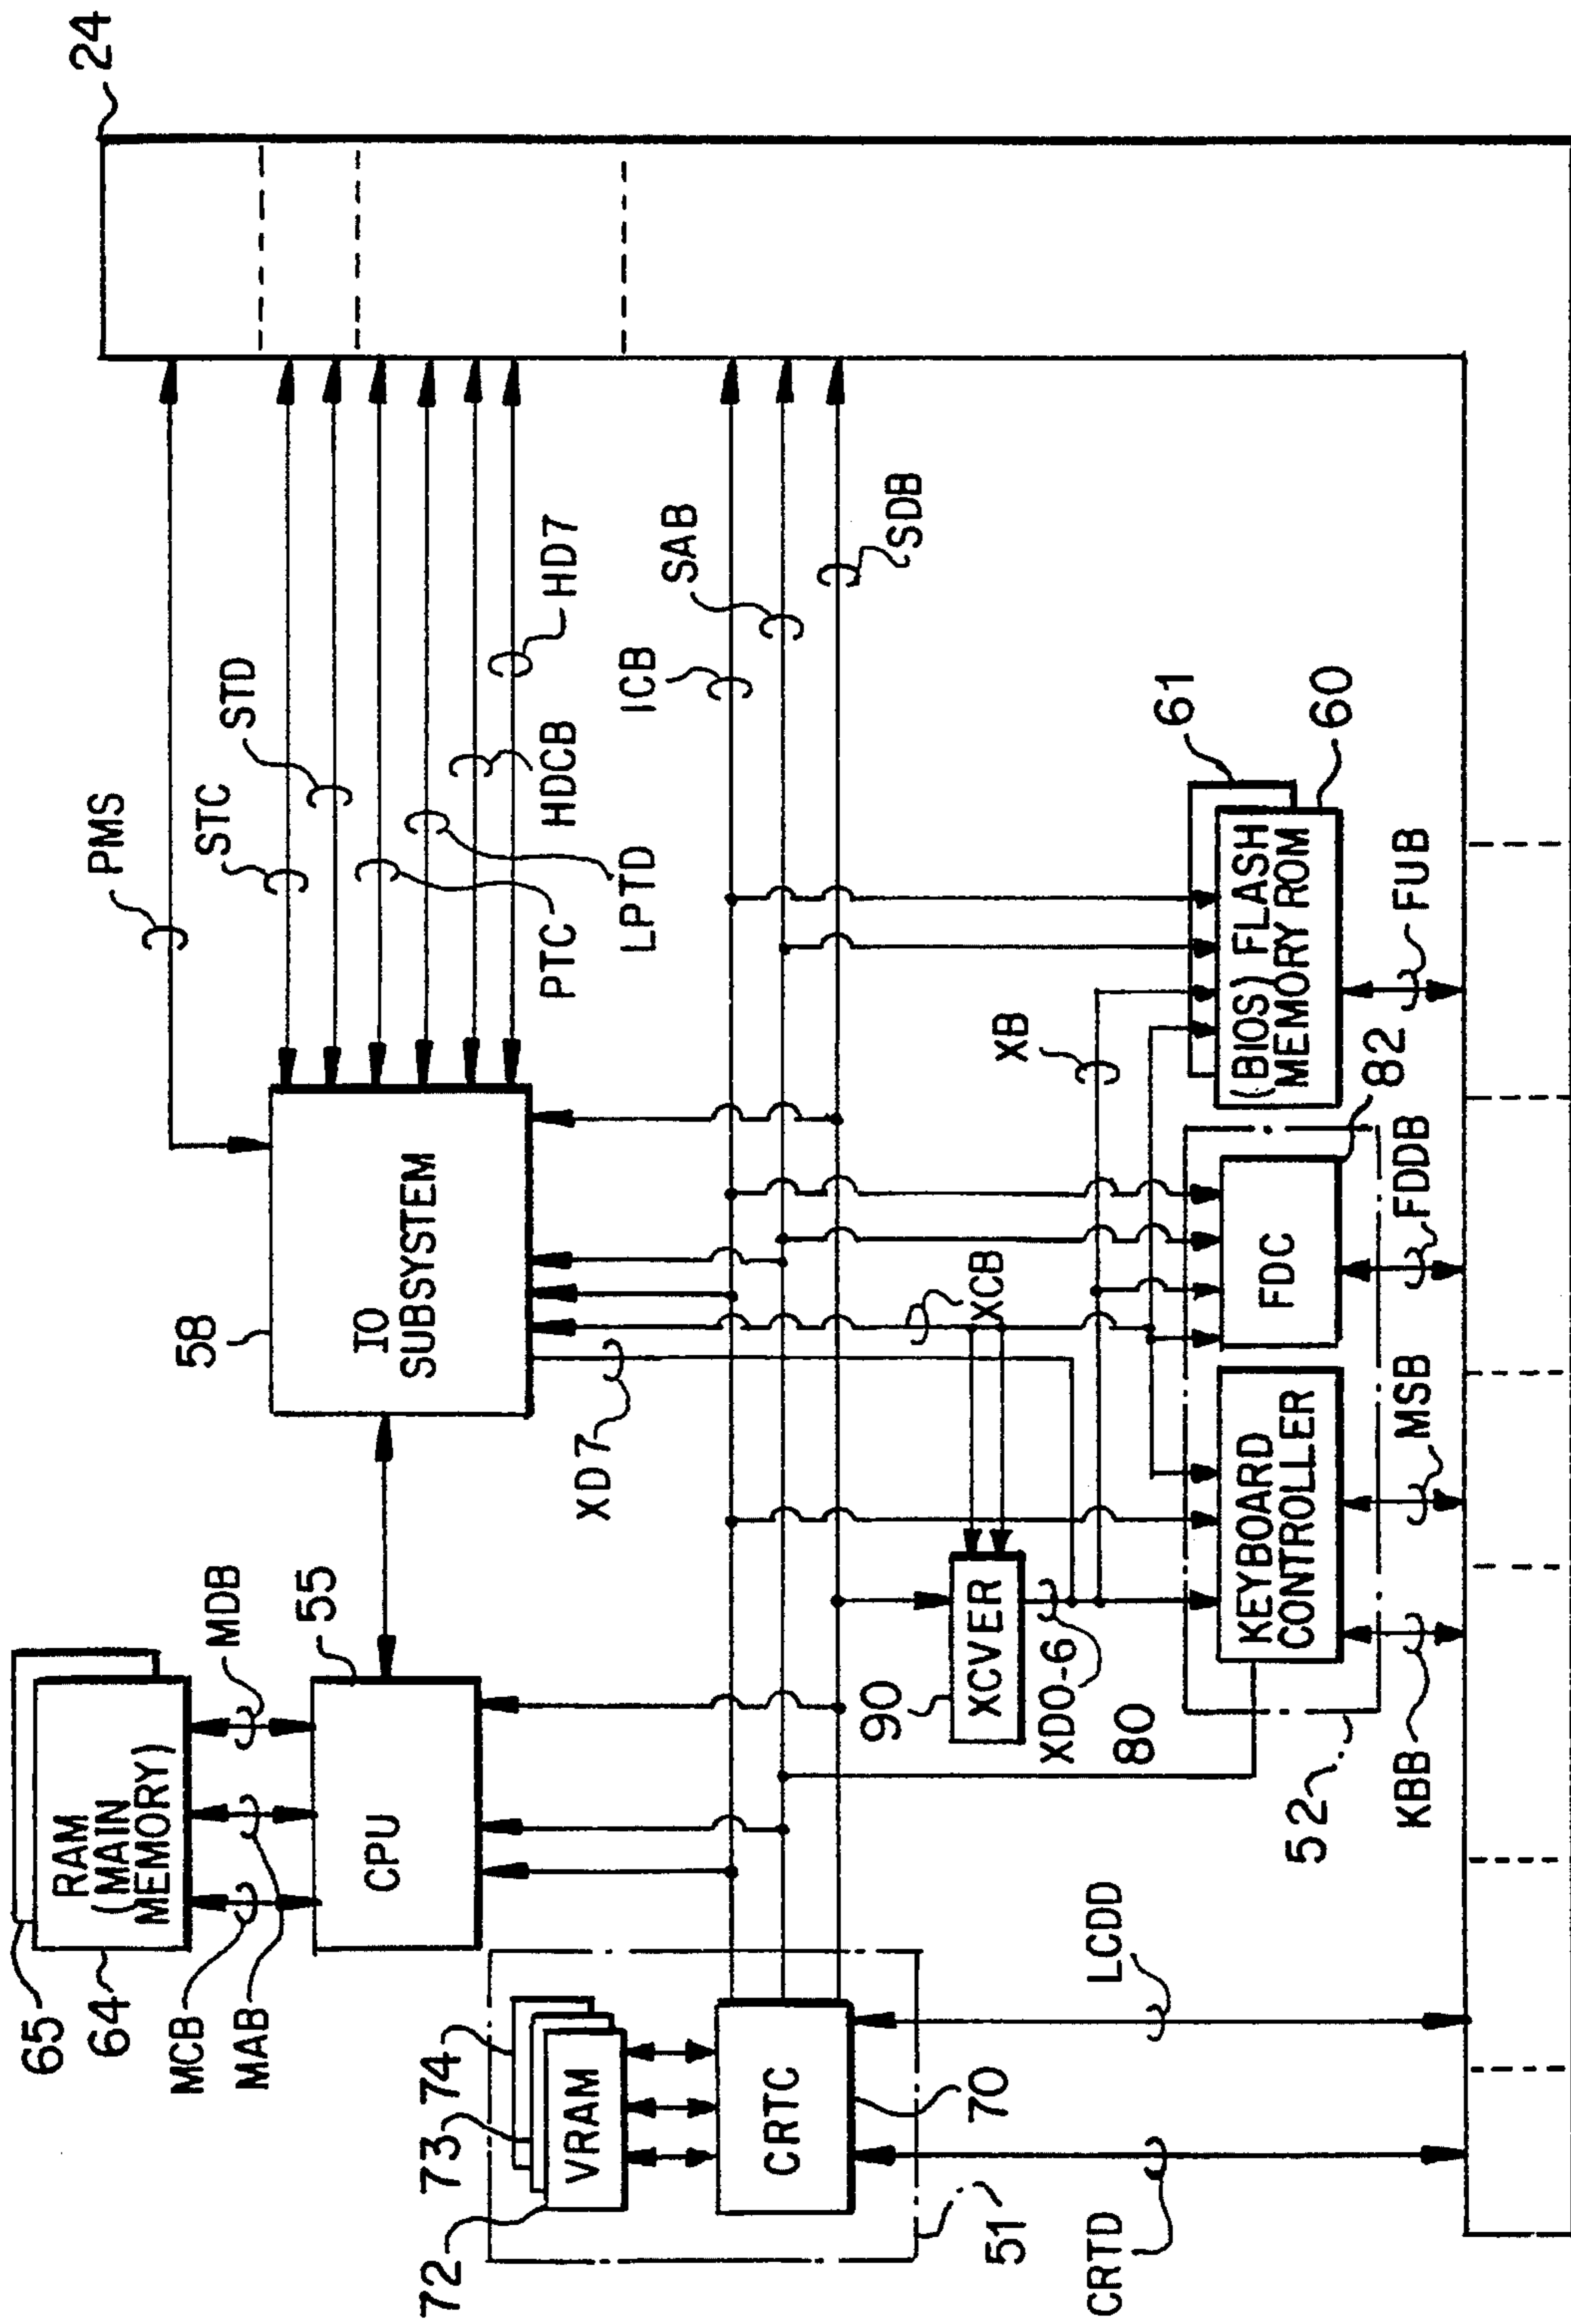 24
65
64
RAM
(MAIN
MEMORY)
MDB
MCB
MAB
55
CPU
58
IO
SUBSYSTEM
PMS
STC
STD
PTC
LPTD
HDCB
HD7
ICB
SAB
SDB
72
73
74
VRAM
CRTC
70
51
CRTD
LCDD
XD7
XCB
XB
90
XCVER
XD0-6
80
KEYBOARD
CONTROLLER
52
FDC
82
61
(BIOS) FLASH
MEMORY ROM
60
KBB
MSB
FDDB
FUB